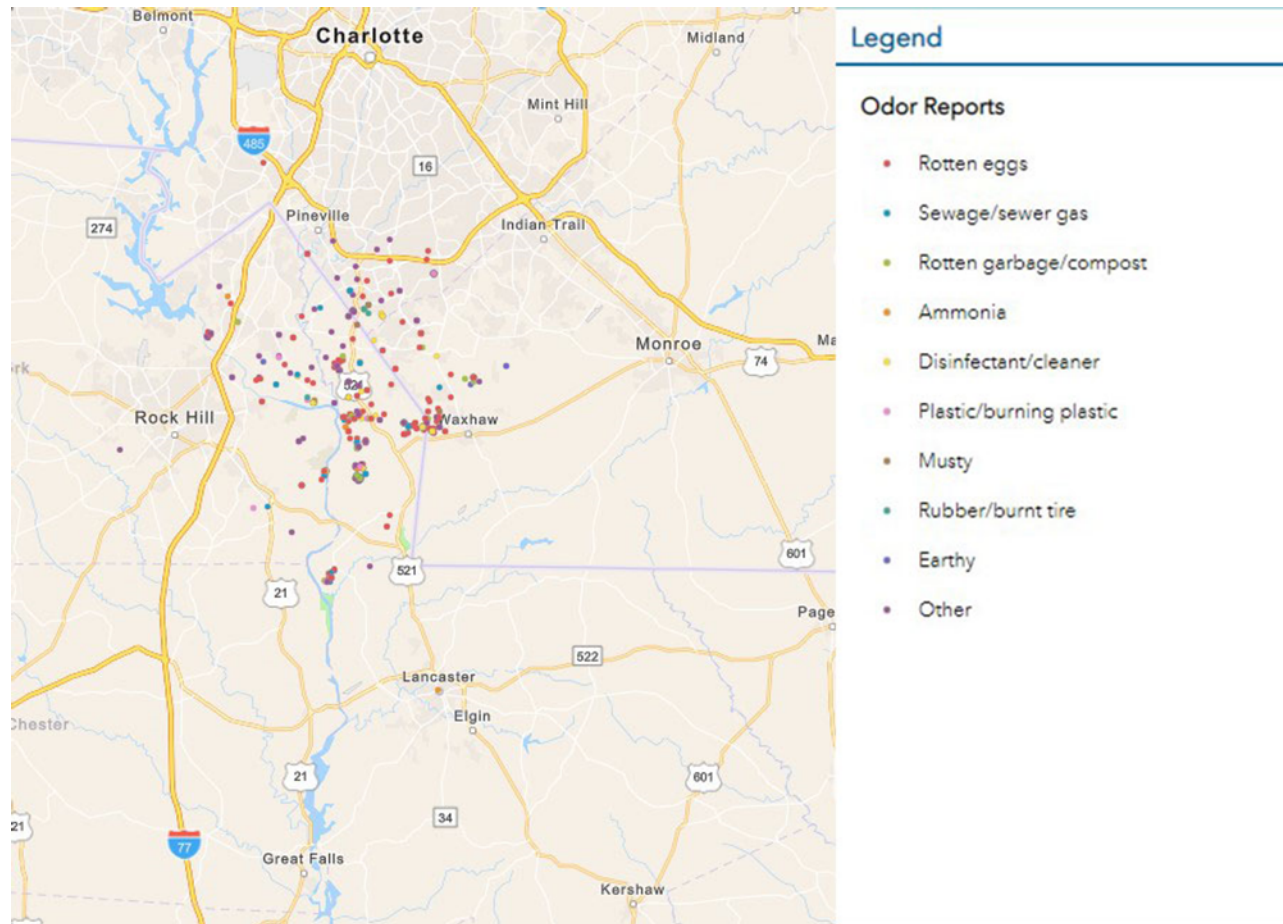 Belmont
Charlotte
Midland
Mint Hill
485
16
Pineville
274
Indian Trail
Monroe
74
Ma
rk
521
Rock Hill
Waxhaw
601
521
21
Page
522
Lancaster
Elgin
Chester
21
601
21
34
77
Great Falls
Kershaw
Legend
Odor Reports
Rotten eggs
Sewage/sewer gas
Rotten garbage/compost
Ammonia
Disinfectant/cleaner
Plastic/burning plastic
Musty
Rubber/burnt tire
Earthy
Other